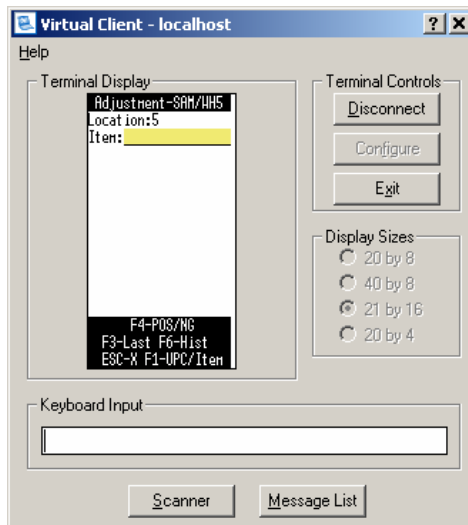 Virtual Client - localhost
Help
Terminal Display
Adjustment-SAM/WH5
Location:5
Item:
F4-POS/NG
F3-Last F6-Hist
ESC-X F1-UPC/Item
Terminal Controls
Disconnect
Configure
Exit
Display Sizes
20 by 8
40 by 8
21 by 16
20 by 4
Keyboard Input
Scanner
Message List